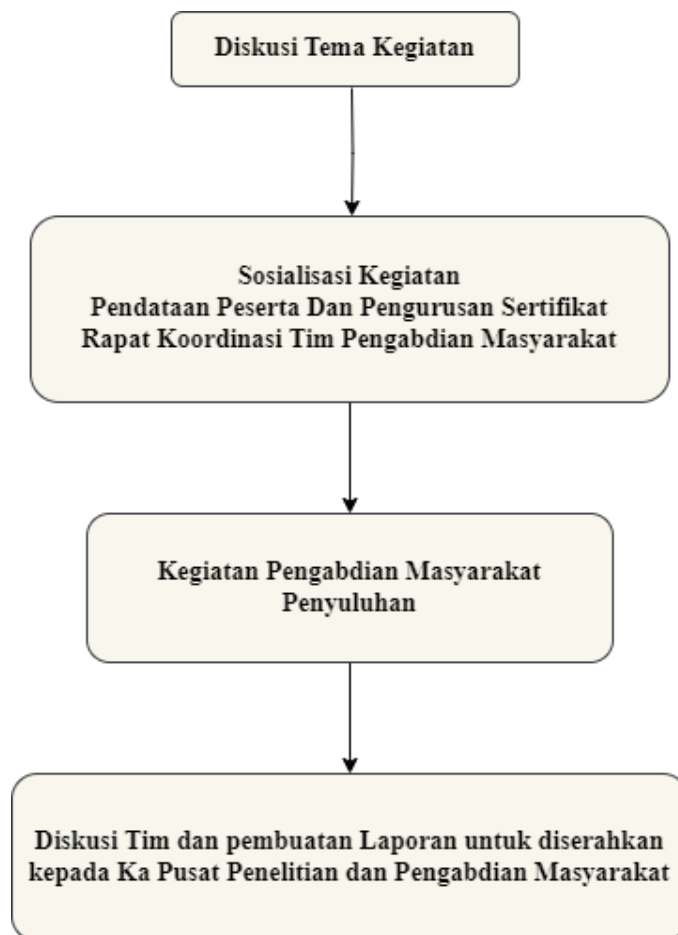 Diskusi Tema Kegiatan
Sosialisasi Kegiatan
Pendataan Peserta Dan Pengurusan Sertifikat
Rapat Koordinasi Tim Pengabdian Masyarakat
Kegiatan Pengabdian Masyarakat
Penyuluhan
Diskusi Tim dan pembuatan Laporan untuk diserahkan
kepada Ka Pusat Penelitian dan Pengabdian Masyarakat